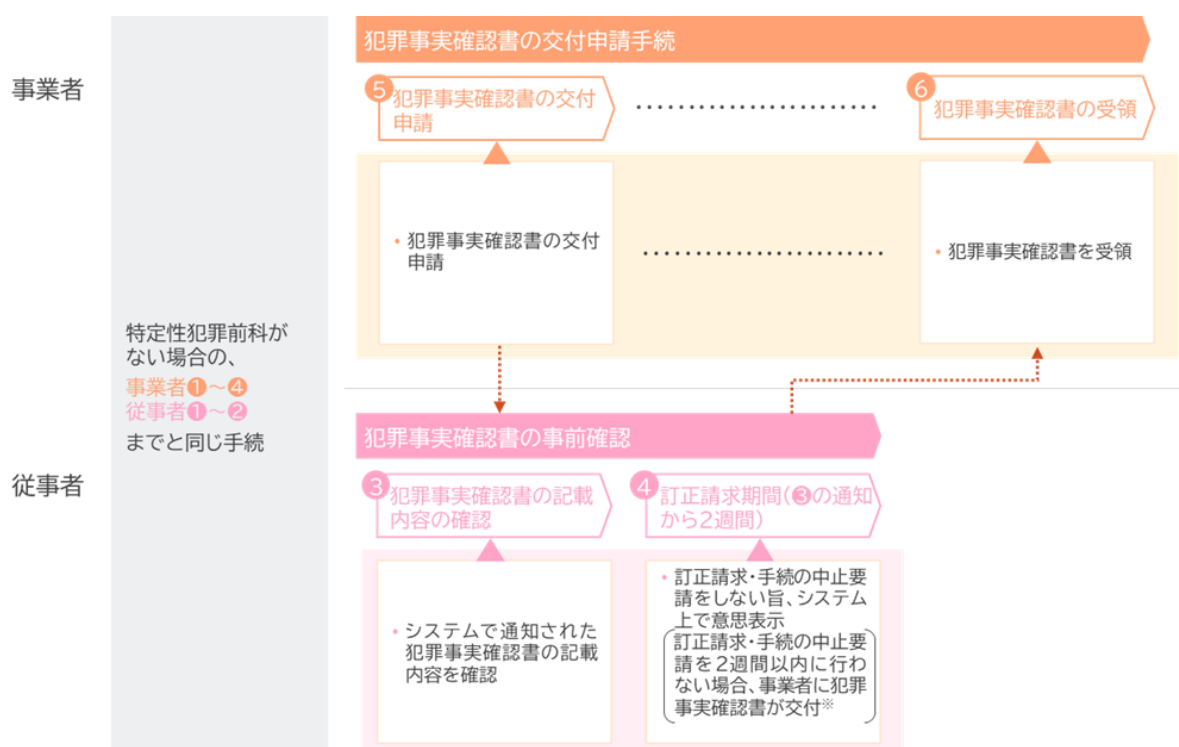 犯罪事実確認書の交付申請手続
事業者
❺
犯罪事実確認書の交付
申請
❻
犯罪事実確認書の受領
• 犯罪事実確認書の交付
申請
• 犯罪事実確認書を受領
特定性犯罪前科が
ない場合の、
事業者❶~❹
従事者❶~❷
までと同じ手続
従事者
犯罪事実確認書の事前確認
❸
犯罪事実確認書の記載
内容の確認
❹
訂正請求期間(❸の通知
から2週間)
• システムで通知された
犯罪事実確認書の記載
内容を確認
• 訂正請求・手続の中止要
請をしない旨、システム
上で意思表示
訂正請求・手続の中止要
請を2週間以内に行わ
ない場合、事業者に犯罪
事実確認書が交付※